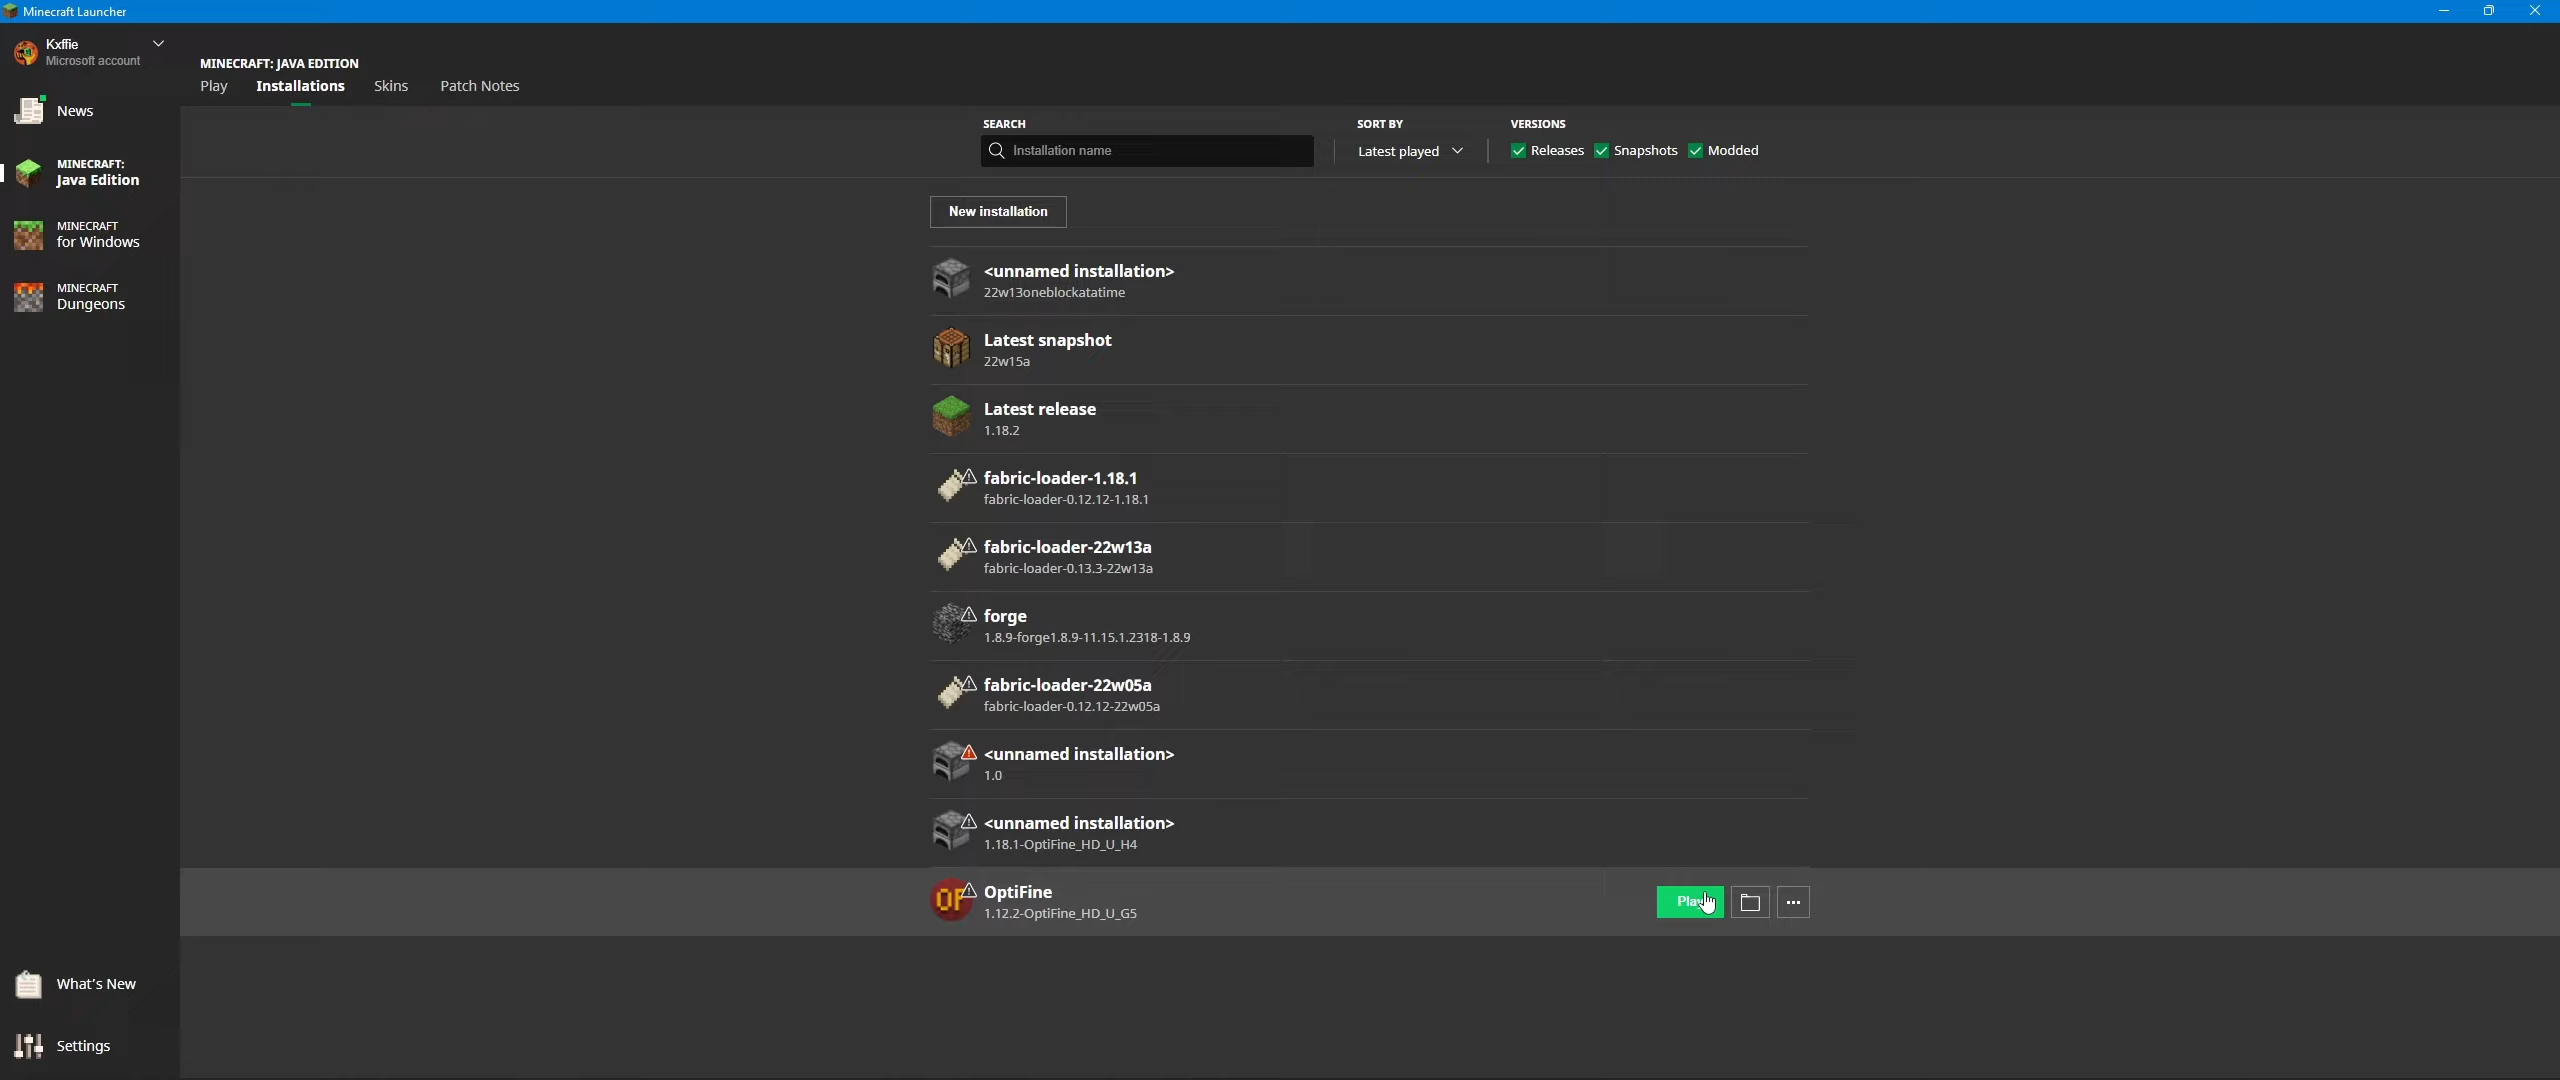 Minecraft Launcher
Kxffie
Microsoft account
News
MINECRAFT:
Java Edition
MINECRAFT
for Windows
MINECRAFT
Dungeons
What's New
Settings
MINECRAFT: JAVA EDITION
Play Installations Skins Patch Notes
SEARCH
Installation name
SORT BY
Latest played
VERSIONS
Releases Snapshots Modded
New installation
<unnamed installation>
22w13oneblockatatime
Latest snapshot
22w15a
Latest release
1.18.2
fabric-loader-1.18.1
fabric-loader-0.12.12-1.18.1
fabric-loader-22w13a
fabric-loader-0.13.3-22w13a
forge
1.8.9-forge1.8.9-11.15.1.2318-1.8.9
fabric-loader-22w05a
fabric-loader-0.12.12-22w05a
<unnamed installation>
1.0
<unnamed installation>
1.18.1-OptiFine_HD_U_H4
OF
OptiFine
1.12.2-OptiFine_HD_U_G5
Play